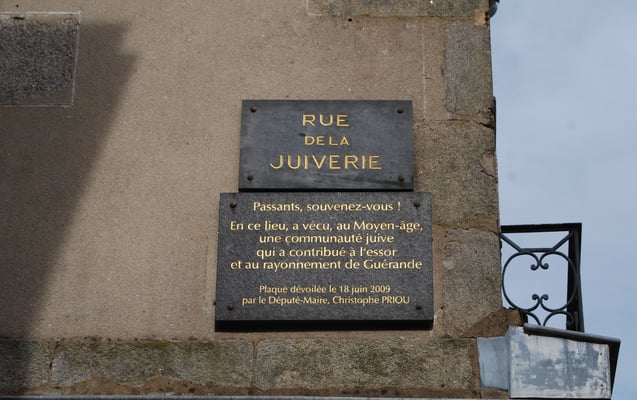 RUE
DE LA
JUIVERIE
Passants, souvenez-vous !
En ce lieu, a vécu, au Moyen-âge,
une communauté juive
qui a contribué à l'essor
et au rayonnement de Guérande
Plaque dévoilée le 18 juin 2009
par le Député-Maire, Christophe PRIOU